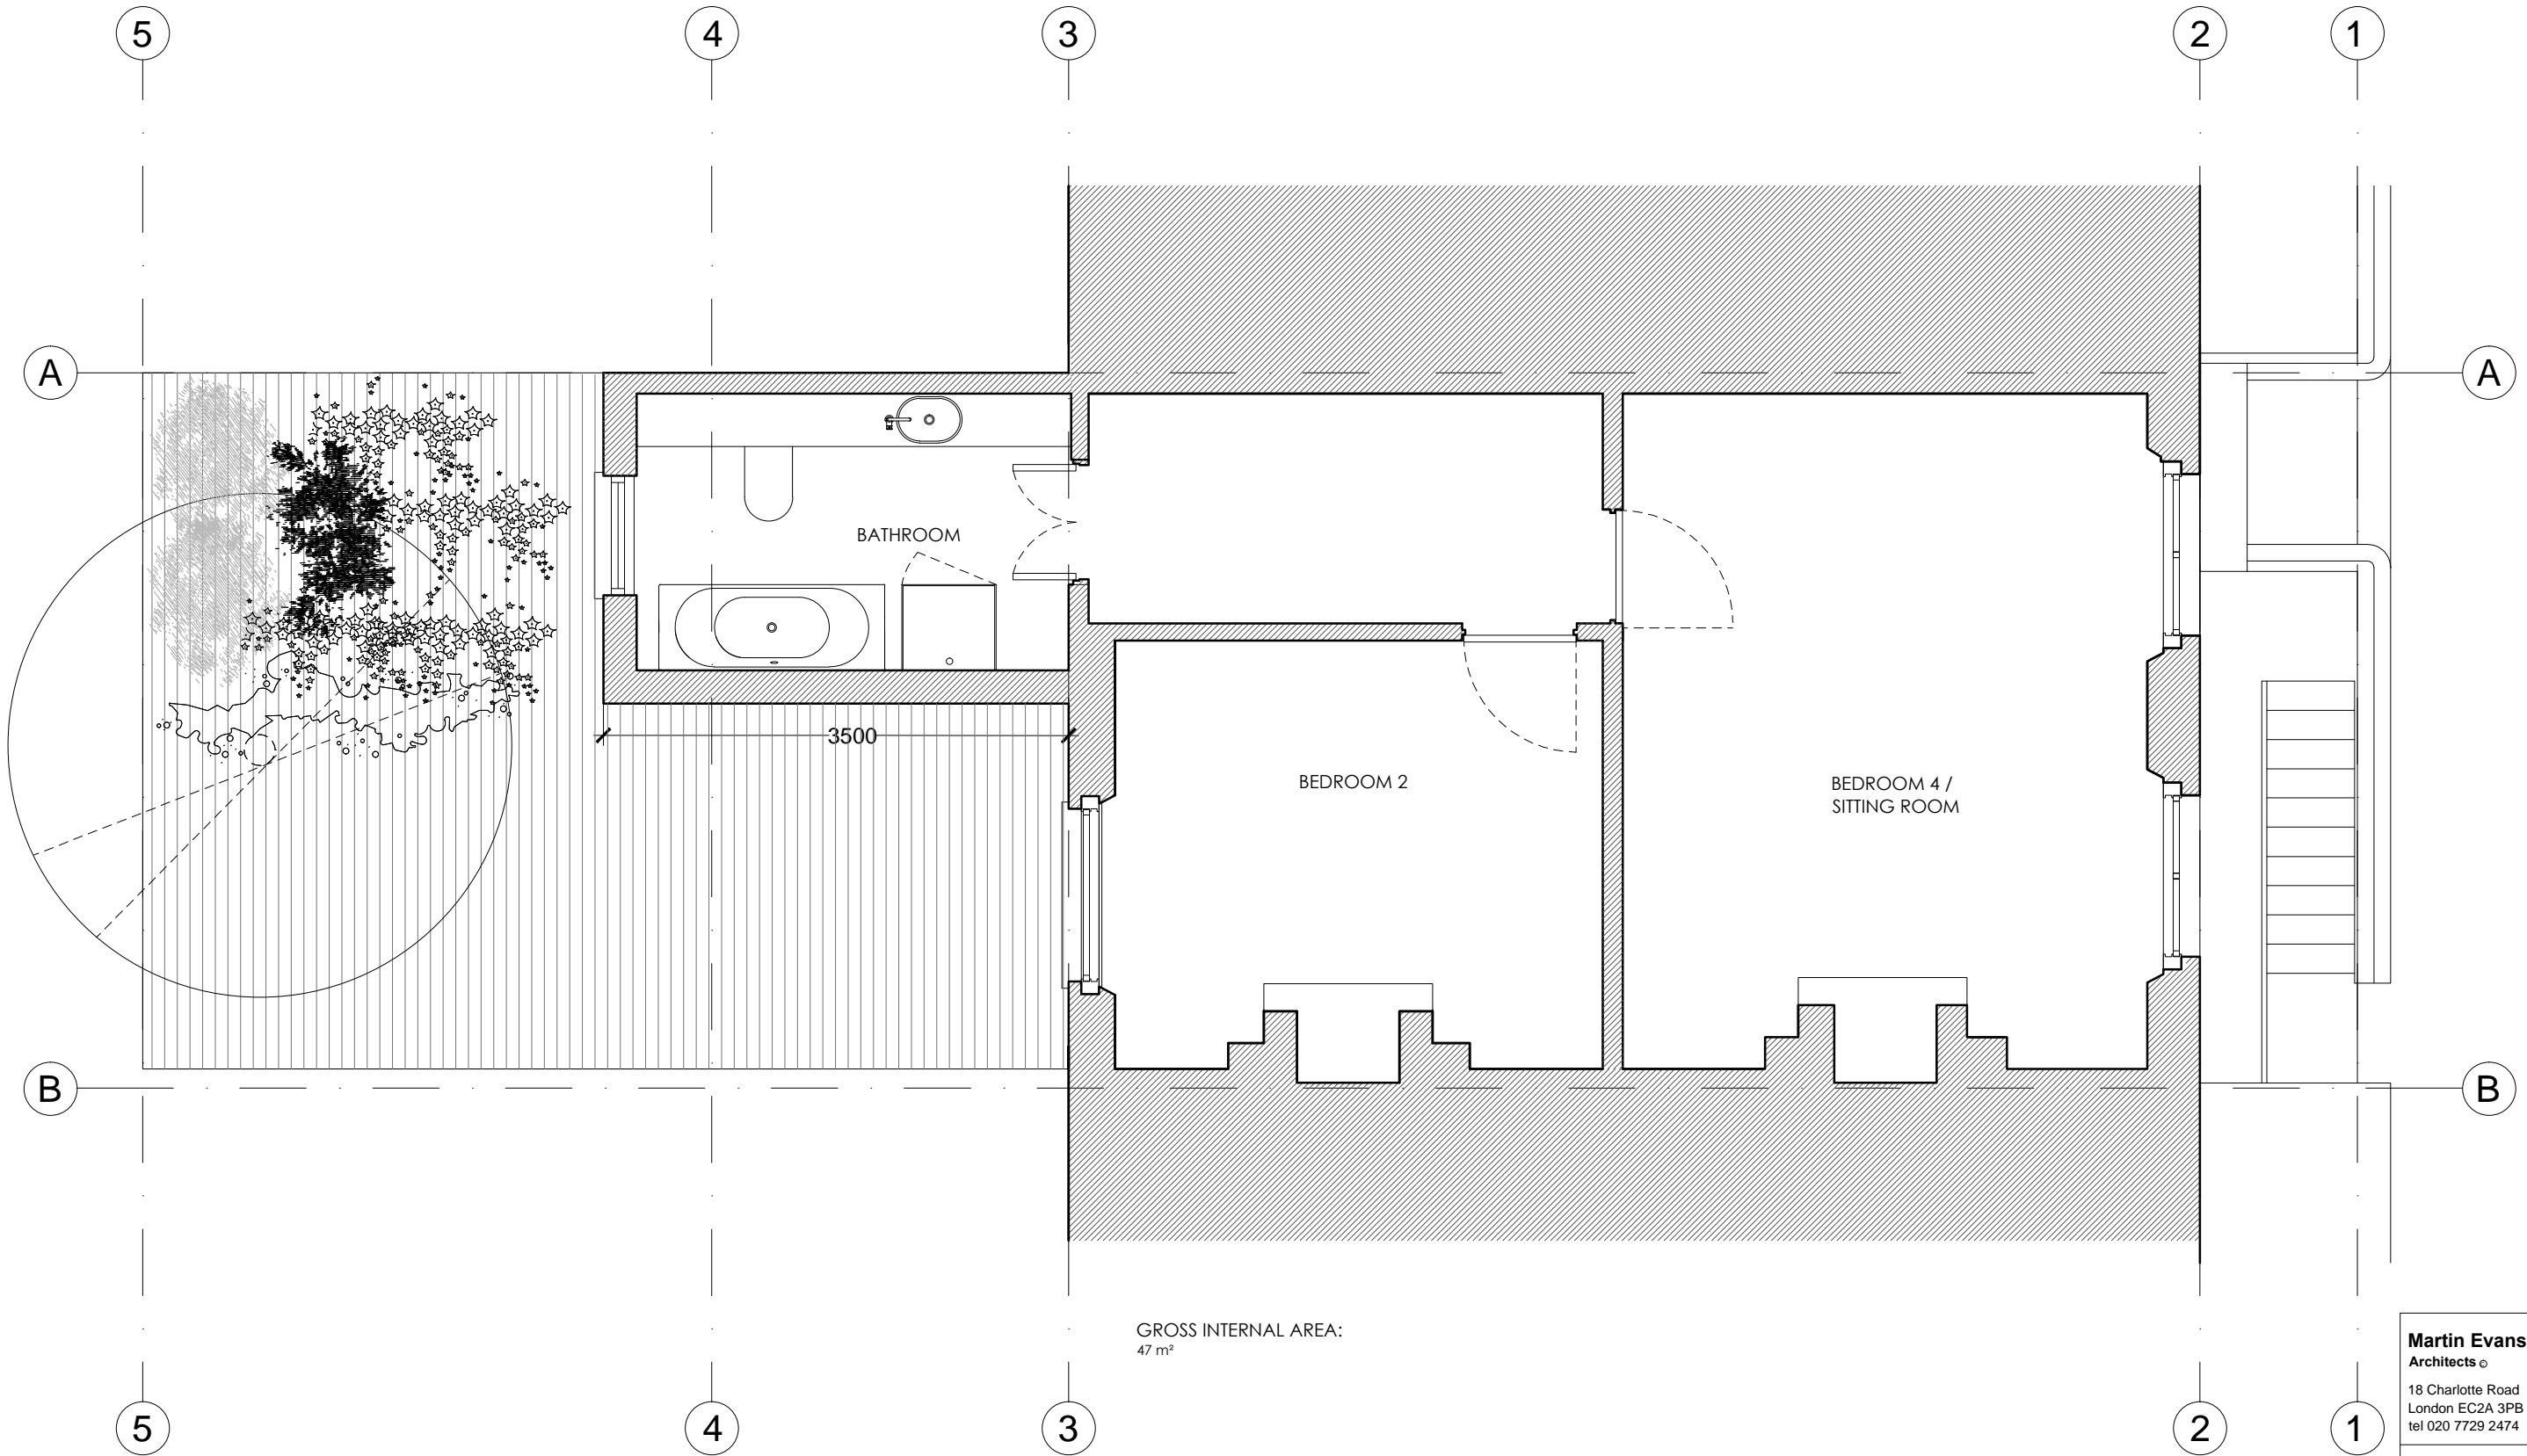 5
4
3
2
1
A
A
BATHROOM
3500
BEDROOM 2
BEDROOM 4 /
SITTING ROOM
B
B
GROSS INTERNAL AREA:
47 m²
Martin Evans
Architects ©
18 Charlotte Road
London EC2A 3PB
tel 020 7729 2474
5
4
3
2
1